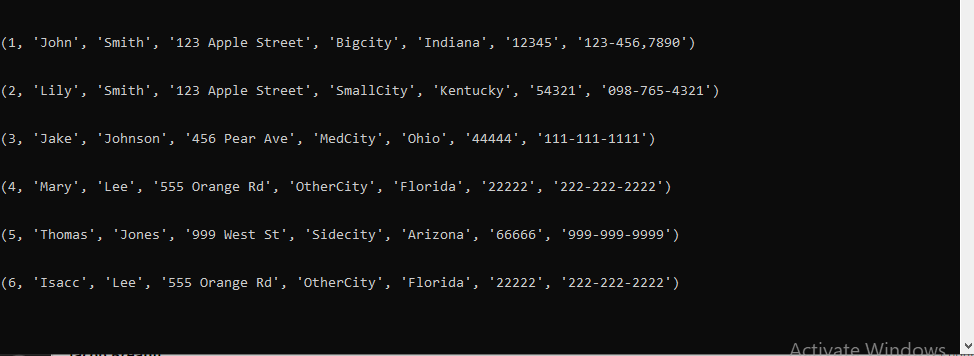 (1, 'John', 'Smith', '123 Apple Street', 'Bigcity', 'Indiana', '12345', '123-456,7890')
(2, 'Lily', 'Smith', '123 Apple Street', 'SmallCity', 'Kentucky', '54321', '098-765-4321')
(3, 'Jake', 'Johnson', '456 Pear Ave', 'MedCity', 'Ohio', '44444', '111-111-1111')
(4, 'Mary', 'Lee', '555 Orange Rd', 'OtherCity', 'Florida', '22222', '222-222-2222')
(5, 'Thomas', 'Jones', '999 West St', 'Sidecity', 'Arizona', '66666', '999-999-9999')
(6, 'Isacc', 'Lee', '555 Orange Rd', 'OtherCity', 'Florida', '22222', '222-222-2222')
Activate Windows